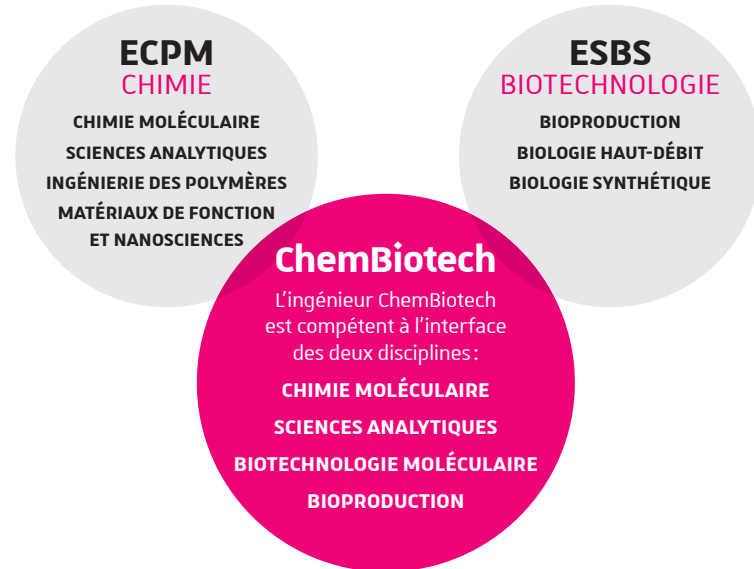 ECPM
CHIMIE
CHIMIE MOLÉCULAIRE
SCIENCES ANALYTIQUES
INGÉNIERIE DES POLYMÈRES
MATÉRIAUX DE FONCTION
ET NANOSCIENCES
ESBS
BIOTECHNOLOGIE
BIOPRODUCTION
BIOLOGIE HAUT-DÉBIT
BIOLOGIE SYNTHÉTIQUE
ChemBiotech
L'ingénieur ChemBiotech
est compétent à l'interface
des deux disciplines :
CHIMIE MOLÉCULAIRE
SCIENCES ANALYTIQUES
BIOTECHNOLOGIE MOLÉCULAIRE
BIOPRODUCTION